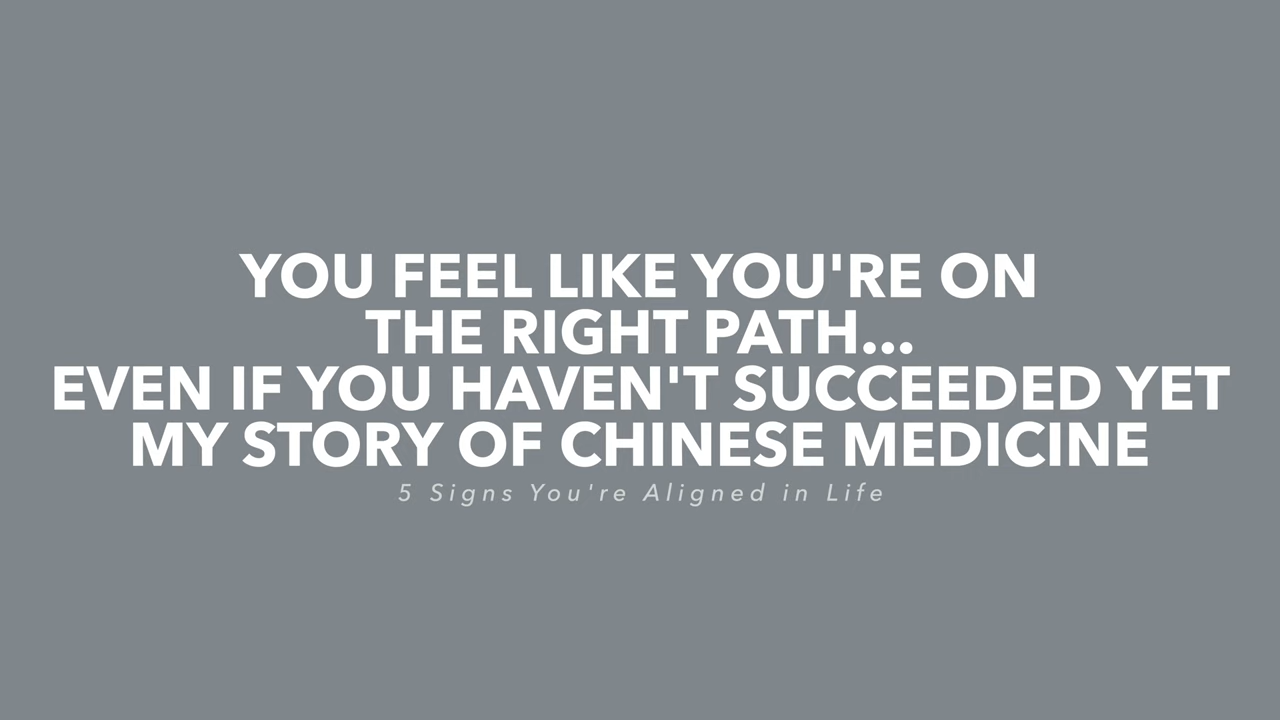 YOU FEEL LIKE YOU'RE ON
THE RIGHT PATH...
EVEN IF YOU HAVEN'T SUCCEEDED YET
MY STORY OF CHINESE MEDICINE
5 Signs You're Aligned in Life